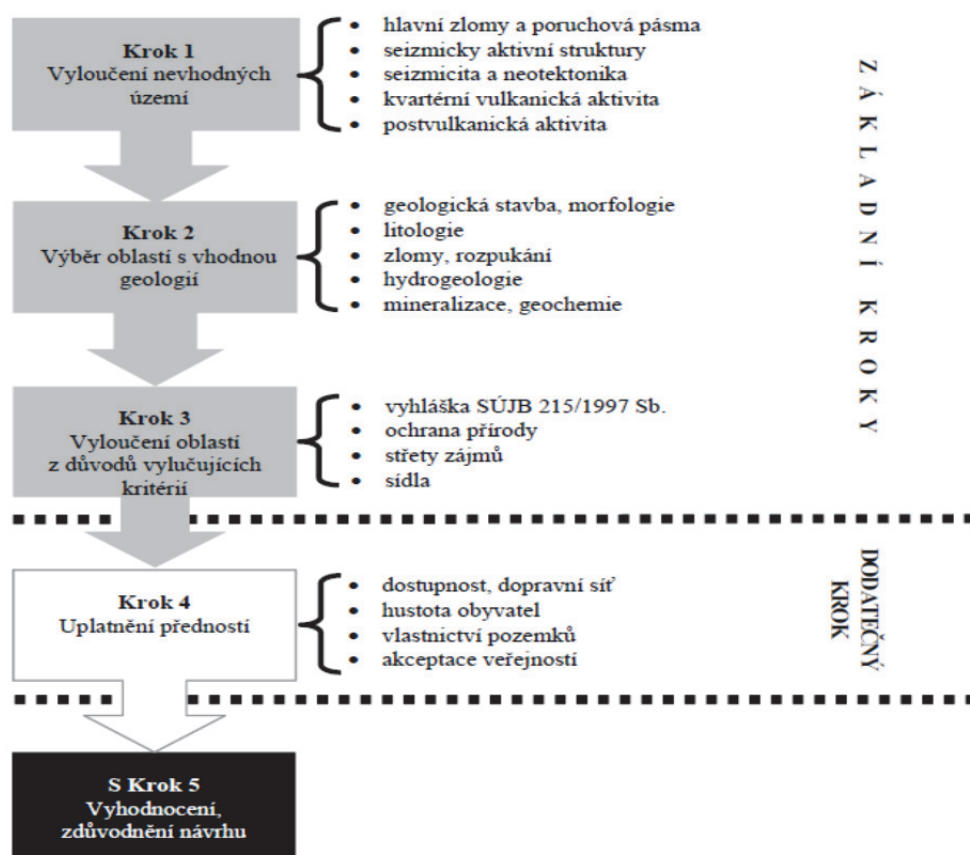 Krok 1
Vyloučení nevhodných
území
• hlavní zlomy a poruchová pásma
• seizmicky aktivní struktury
• seizmicita a neotektonika
• kvartérní vulkanická aktivita
• postvulkanická aktivita
Krok 2
Výběr oblastí s vhodnou
geologií
• geologická stavba, morfologie
• litologie
• zlomy, rozpukání
• hydrogeologie
• mineralizace, geochemie
Krok 3
Vyloučení oblastí
z důvodů vylučujících
kritérií
• vyhláška SÚJB 215/1997 Sb.
• ochrana přírody
• střety zájmů
• sídla
ZÁKLADNÍ KROKY
Krok 4
Uplatnění předností
• dostupnost, dopravní síť
• hustota obyvatel
• vlastnictví pozemků
• akceptace veřejností
DODATEČNÝ
KROK
S Krok 5
Vyhodnocení,
zdůvodnění návrhu